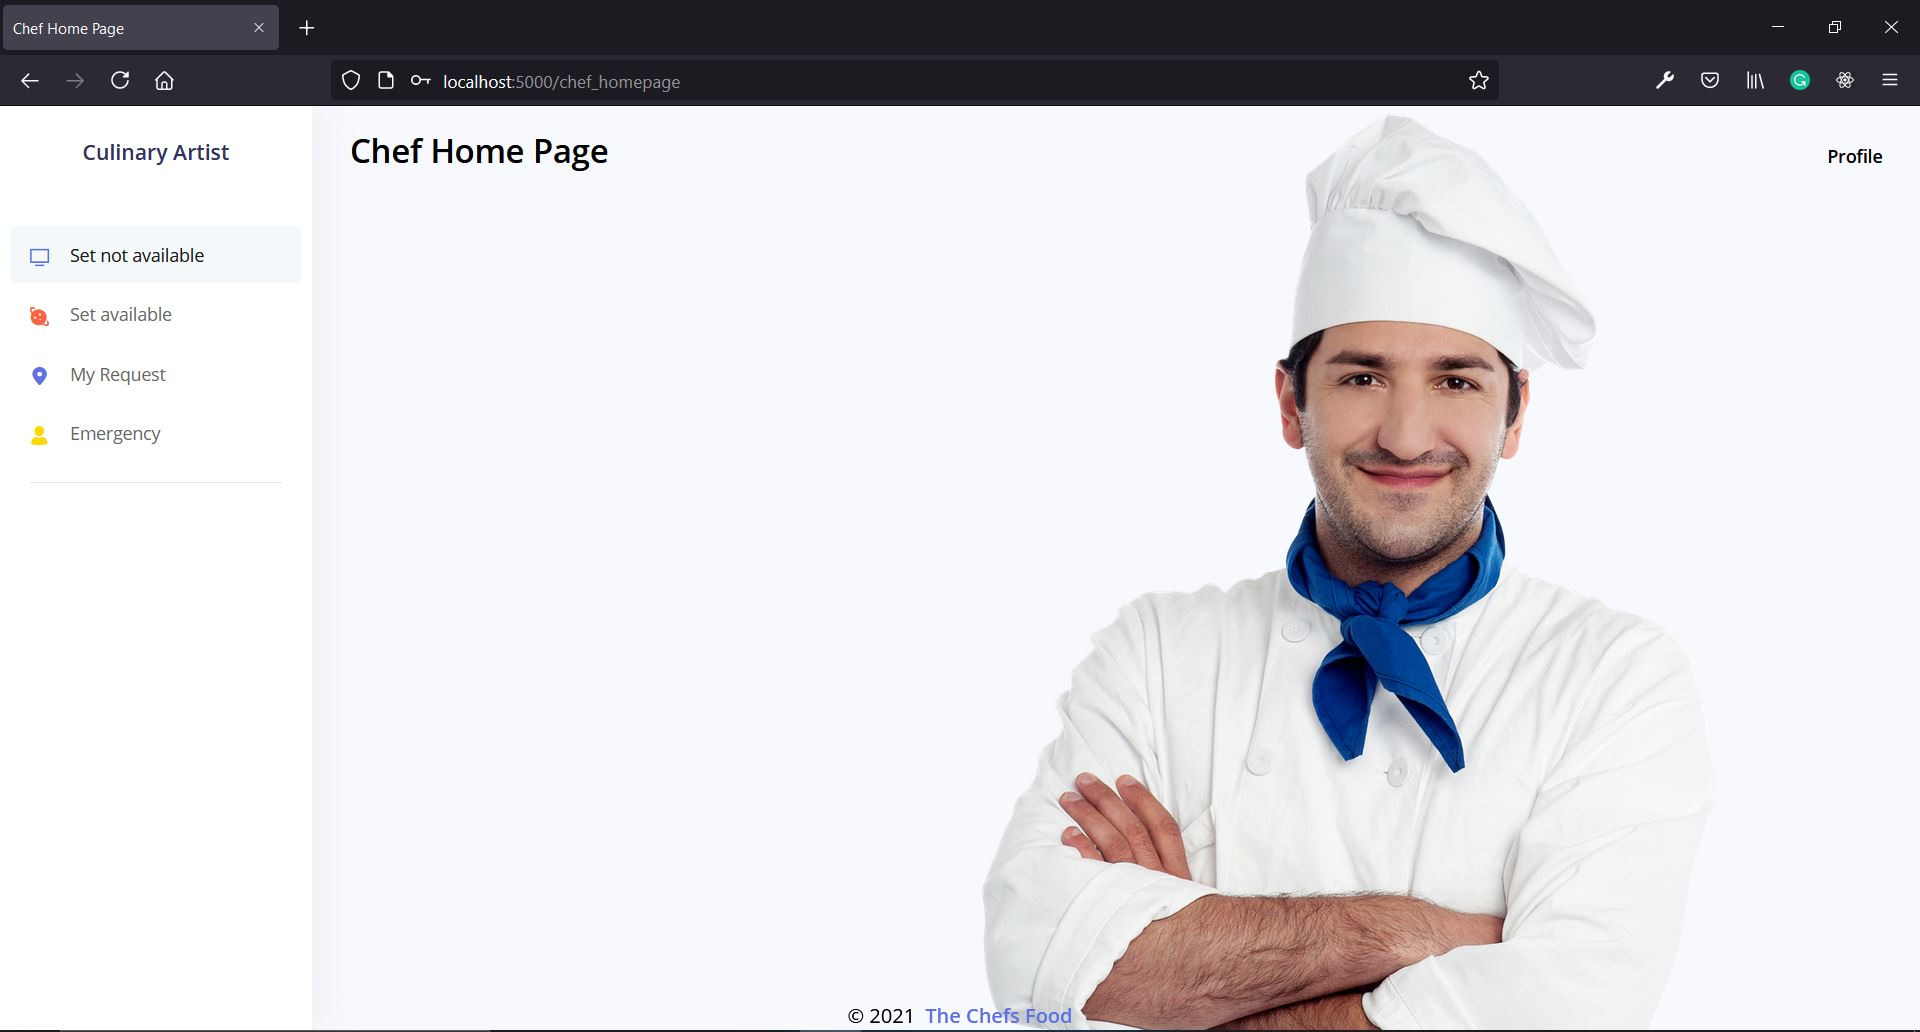 Chef Home Page
localhost:5000/chef_homepage
Culinary Artist
Chef Home Page
Profile
Set not available
Set available
My Request
Emergency
© 2021 The Chefs Food